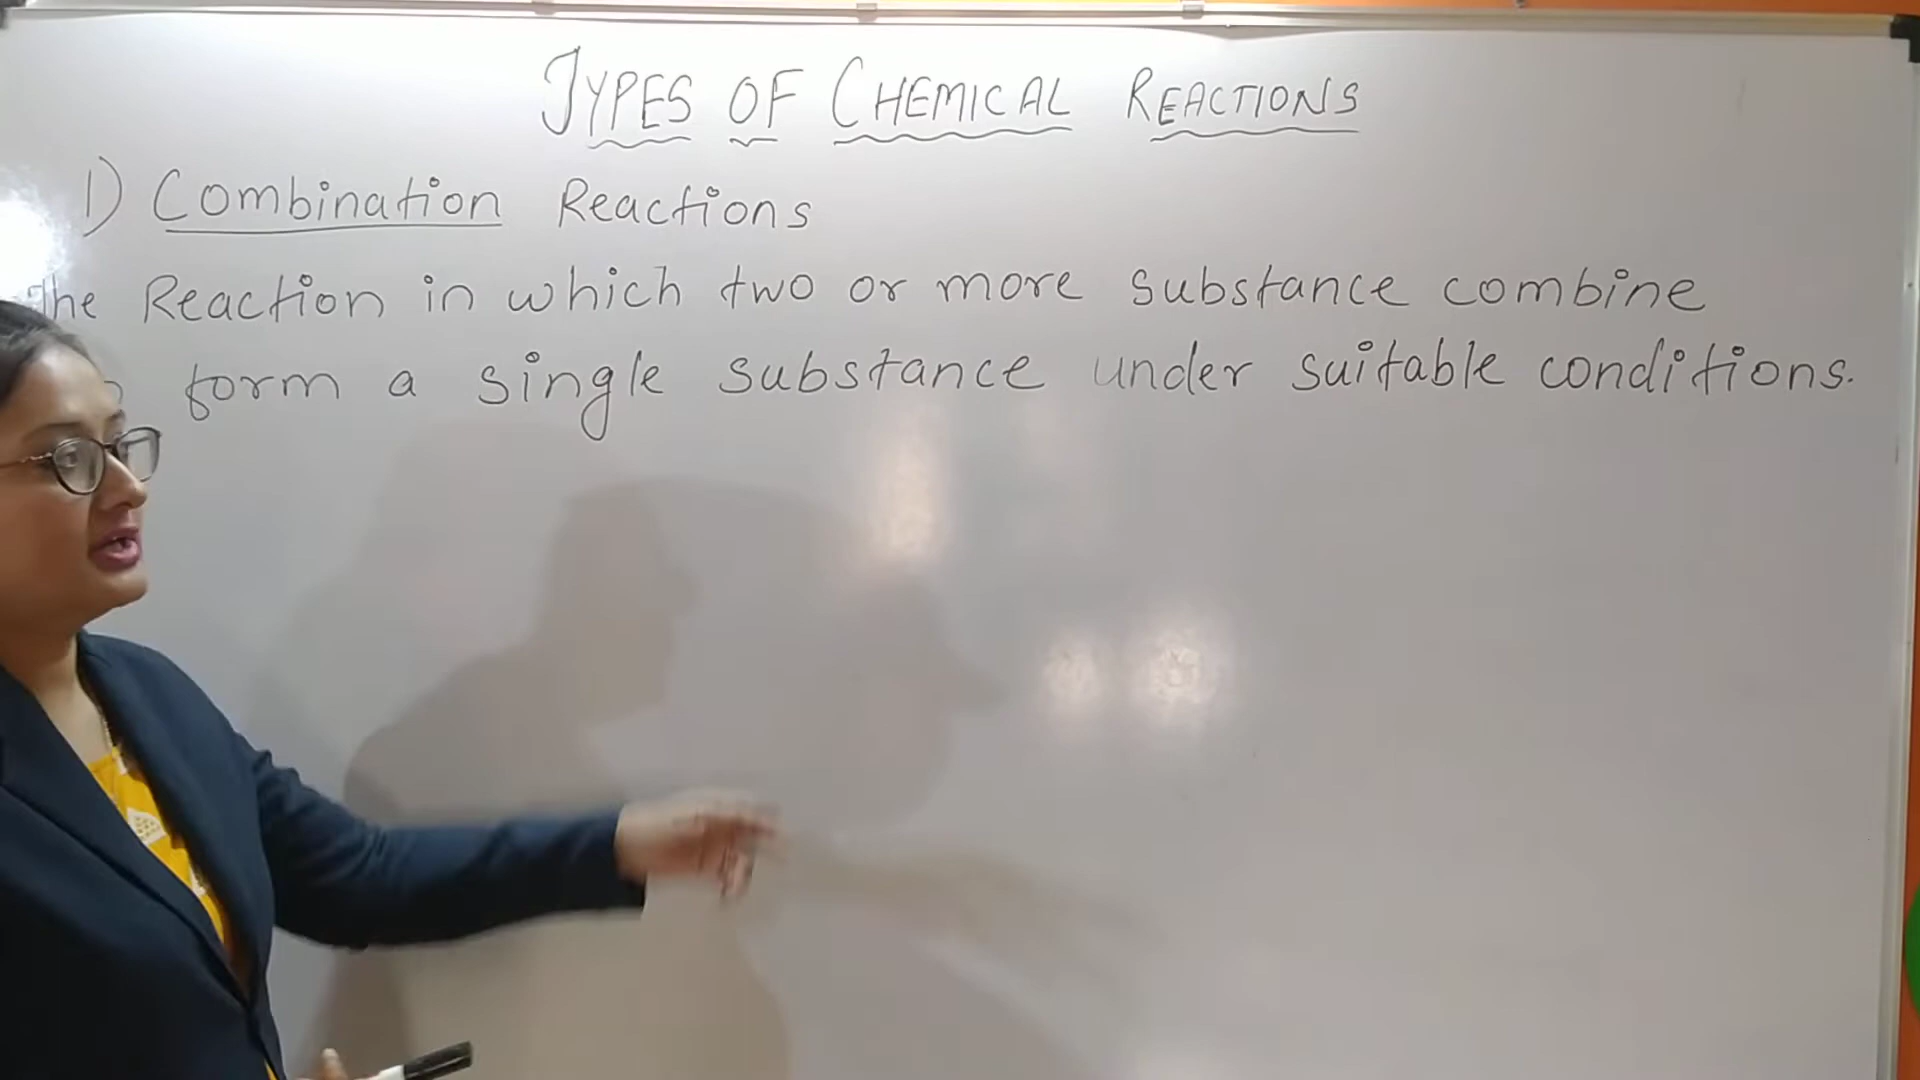 TYPES OF CHEMICAL REACTIONS
1) Combination Reactions
The Reaction in which two or more substance combine
form a single substance under suitable conditions.